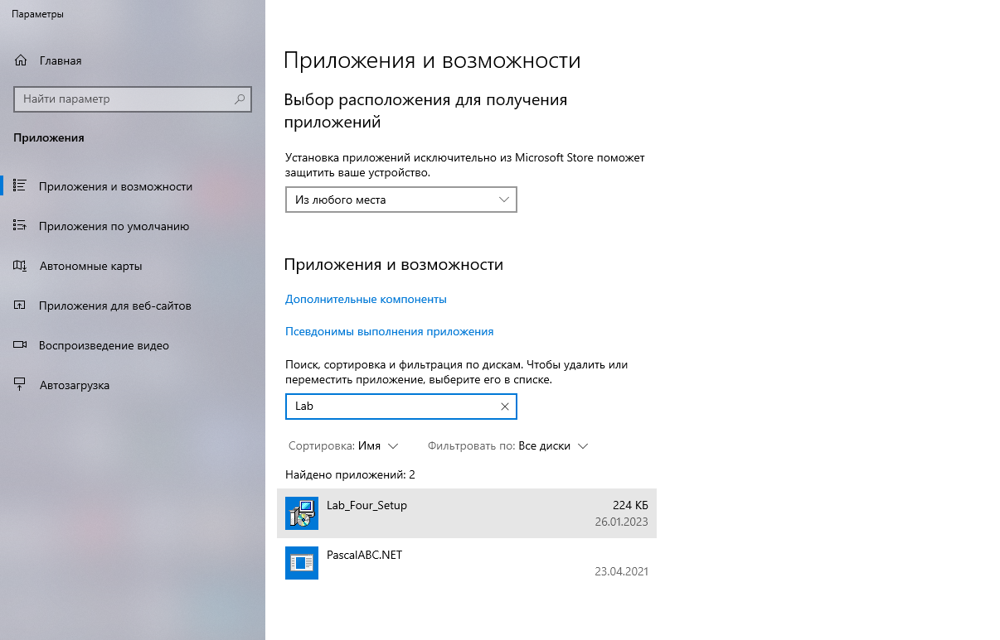 Параметры
Главная
Найти параметр
Приложения
Приложения и возможности
Приложения по умолчанию
Автономные карты
Приложения для веб-сайтов
Воспроизведение видео
Автозагрузка
Приложения и возможности
Выбор расположения для получения
приложений
Установка приложений исключительно из Microsoft Store поможет
защитить ваше устройство.
Из любого места
Приложения и возможности
Дополнительные компоненты
Псевдонимы выполнения приложения
Поиск, сортировка и фильтрация по дискам. Чтобы удалить или
переместить приложение, выберите его в списке.
Lab
Сортировка: Имя Фильтровать по: Все диски
Найдено приложений: 2
Lab_Four_Setup 224 КБ
26.01.2023
PascalABC.NET
23.04.2021